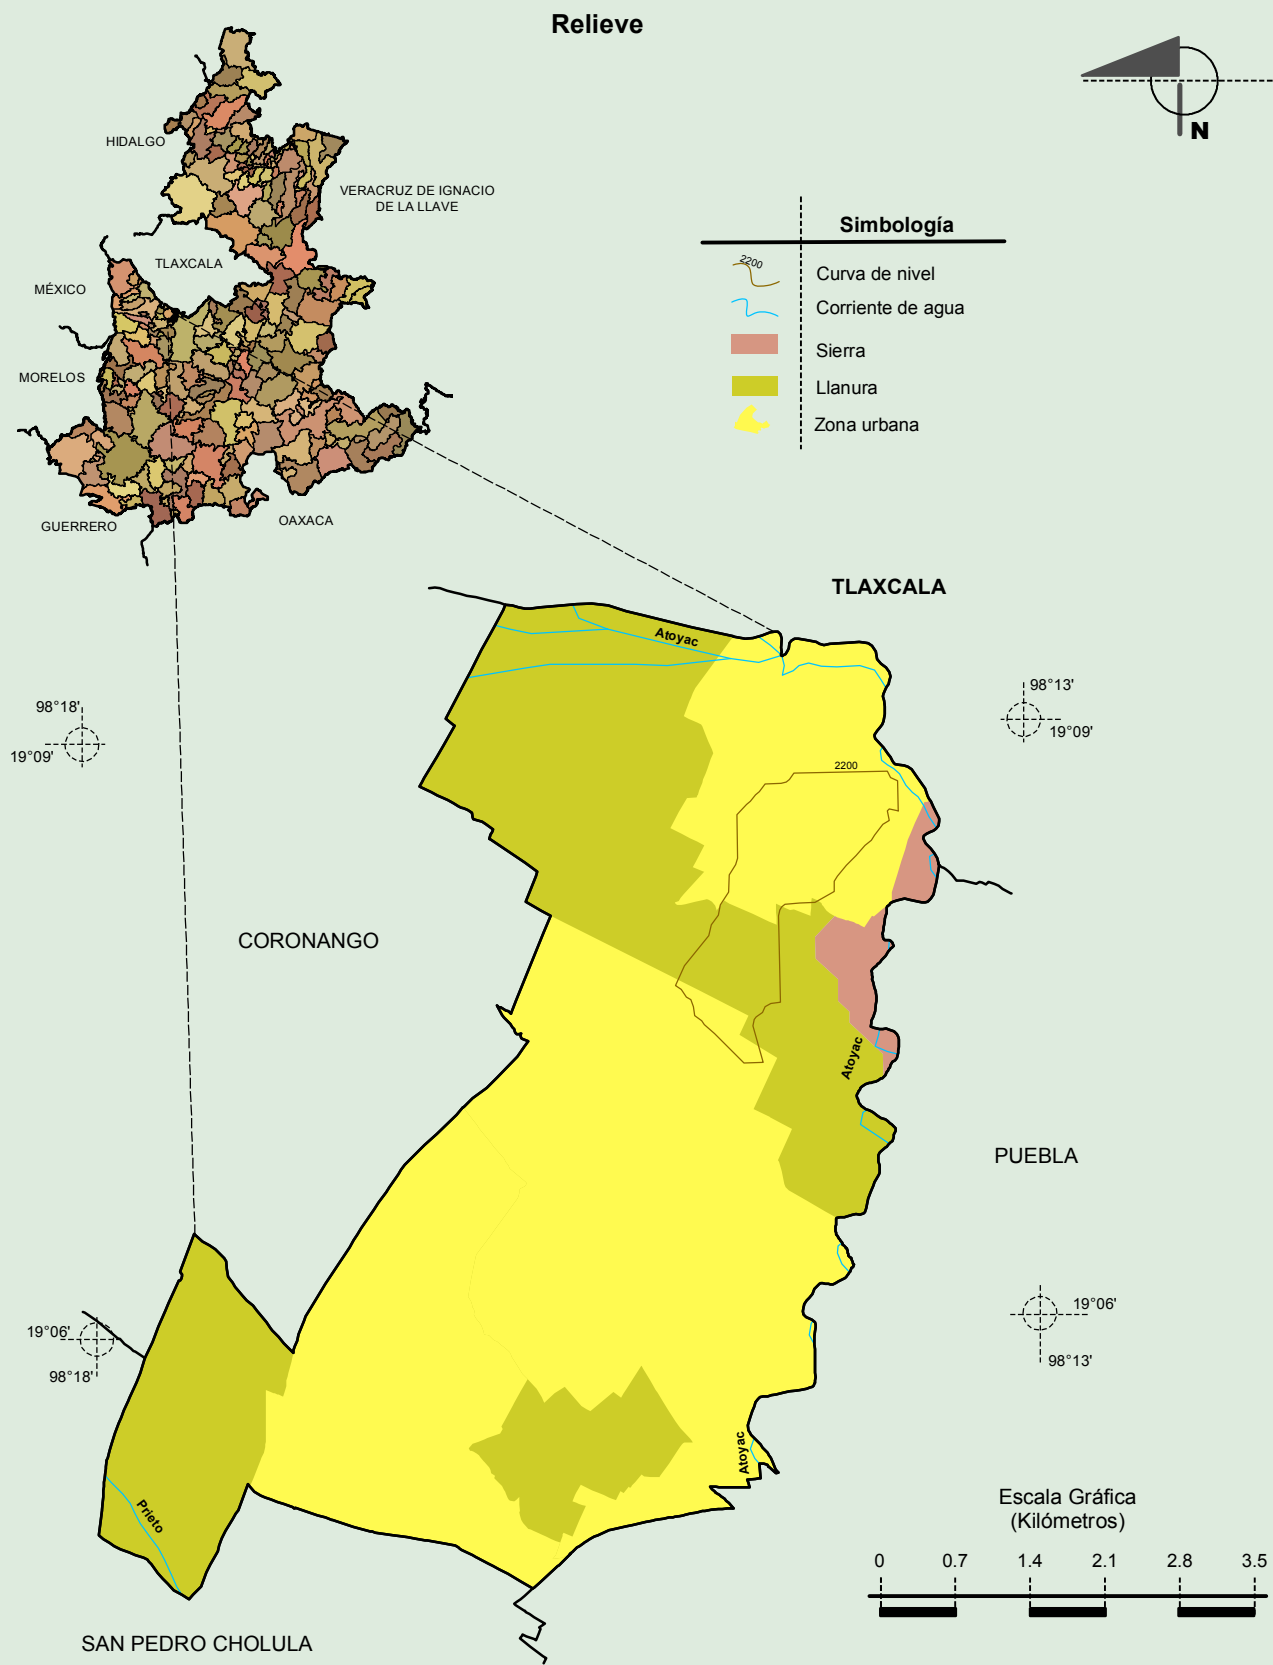 Relieve
N
HIDALGO
VERACRUZ DE IGNACIO
DE LA LLAVE
TLAXCALA
MÉXICO
MORELOS
GUERRERO
OAXACA
Simbología
2200
Curva de nivel
Corriente de agua
Sierra
Llanura
Zona urbana
TLAXCALA
Atoyac
98°18'
19°09'
98°13'
19°09'
2200
CORONANGO
Atoyac
PUEBLA
19°06'
98°18'
19°06'
98°13'
Atoyac
Prieto
Escala Gráfica
(Kilómetros)
0 0.7 1.4 2.1 2.8 3.5
SAN PEDRO CHOLULA